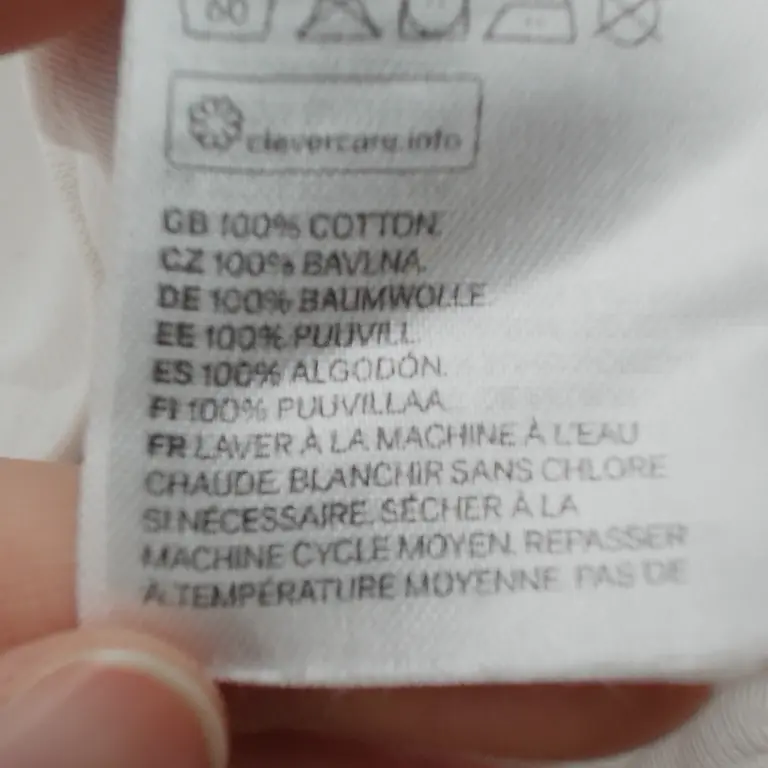 60
clevercare.info
GB 100% COTTON.
CZ 100% BAVLNA.
DE 100% BAUMWOLLE.
EE 100% PUUVILL.
ES 100% ALGODÓN.
FI 100% PUUVILLAA.
FR LAVER À LA MACHINE À L'EAU
CHAUDE. BLANCHIR SANS CHLORE
SI NÉCESSAIRE. SÉCHER À LA
MACHINE CYCLE MOYEN. REPASSER
À TEMPÉRATURE MOYENNE. PAS DE